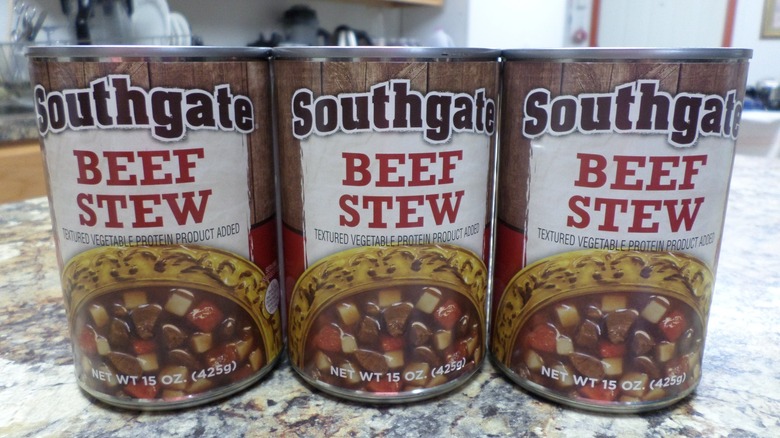 Southgate
BEEF
STEW
TEXTURED VEGETABLE PROTEIN PRODUCT ADDED
NET WT 15 OZ. (425g)
Southgate
BEEF
STEW
TEXTURED VEGETABLE PROTEIN PRODUCT ADDED
NET WT 15 OZ. (425g)
Southgate
BEEF
STEW
TEXTURED VEGETABLE PROTEIN PRODUCT ADDED
NET WT 15 OZ. (425g)